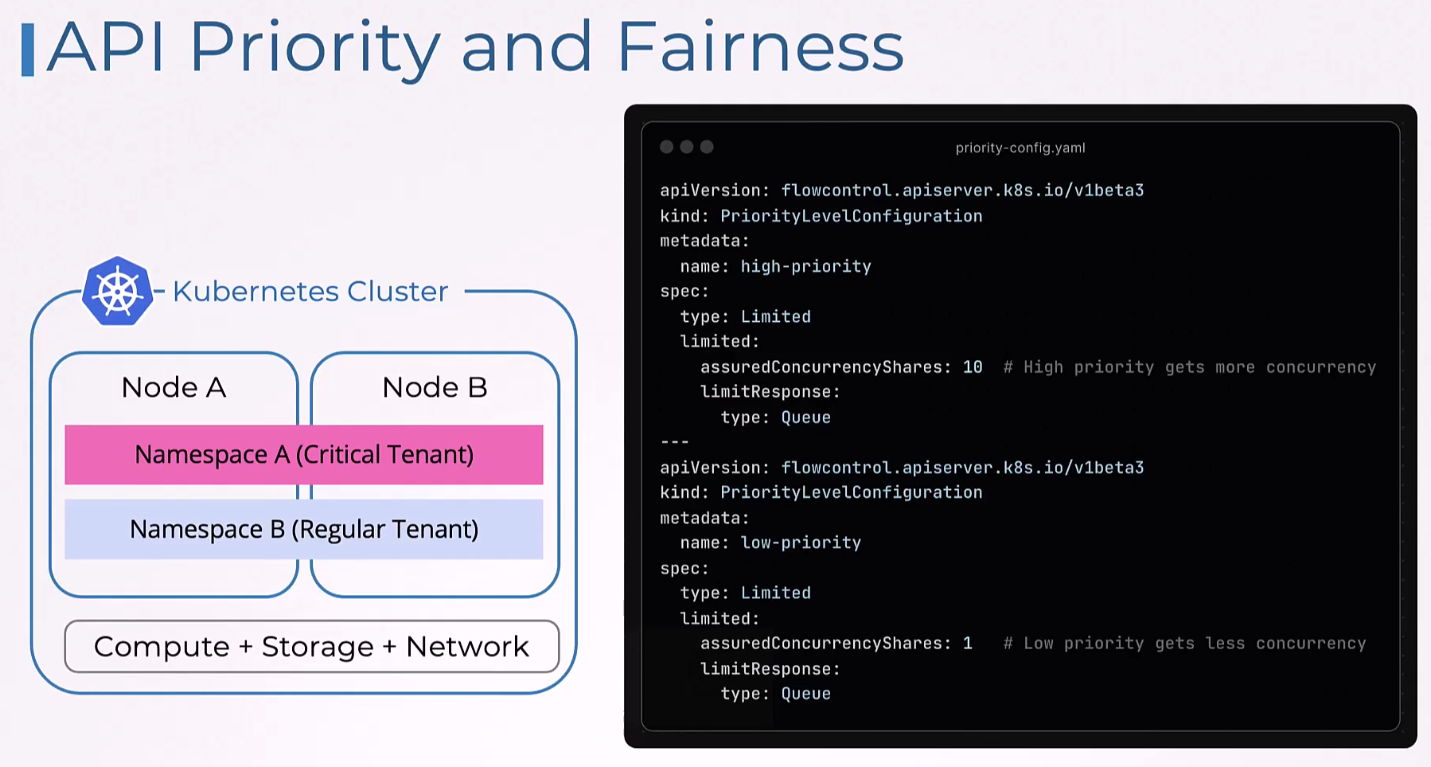 API Priority and Fairness
Kubernetes Cluster
Node A
Node B
Namespace A (Critical Tenant)
Namespace B (Regular Tenant)
Compute + Storage + Network
priority-config.yaml
apiVersion: flowcontrol.apiserver.k8s.io/v1beta3
kind: PriorityLevelConfiguration
metadata:
  name: high-priority
spec:
  type: Limited
  limited:
    assuredConcurrencyShares: 10  # High priority gets more concurrency
    limitResponse:
      type: Queue
---
apiVersion: flowcontrol.apiserver.k8s.io/v1beta3
kind: PriorityLevelConfiguration
metadata:
  name: low-priority
spec:
  type: Limited
  limited:
    assuredConcurrencyShares: 1   # Low priority gets less concurrency
    limitResponse:
      type: Queue